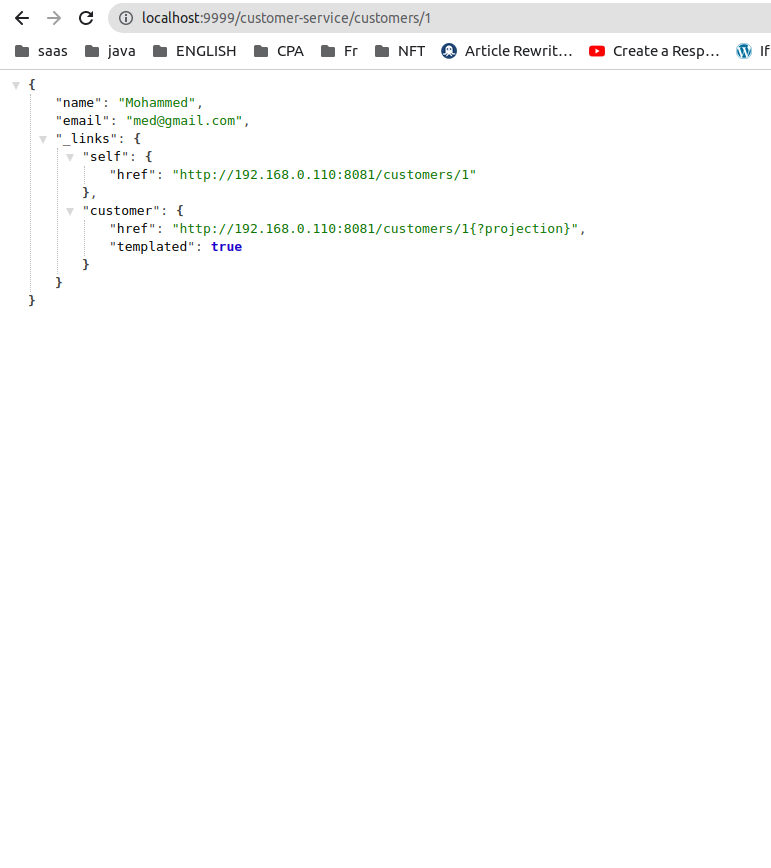 localhost:9999/customer-service/customers/1
saas java ENGLISH CPA Fr NFT Article Rewrit… Create a Resp… If
{
"name": "Mohammed",
"email": "med@gmail.com",
"_links": {
"self": {
"href": "http://192.168.0.110:8081/customers/1"
},
"customer": {
"href": "http://192.168.0.110:8081/customers/1{?projection}",
"templated": true
}
}
}